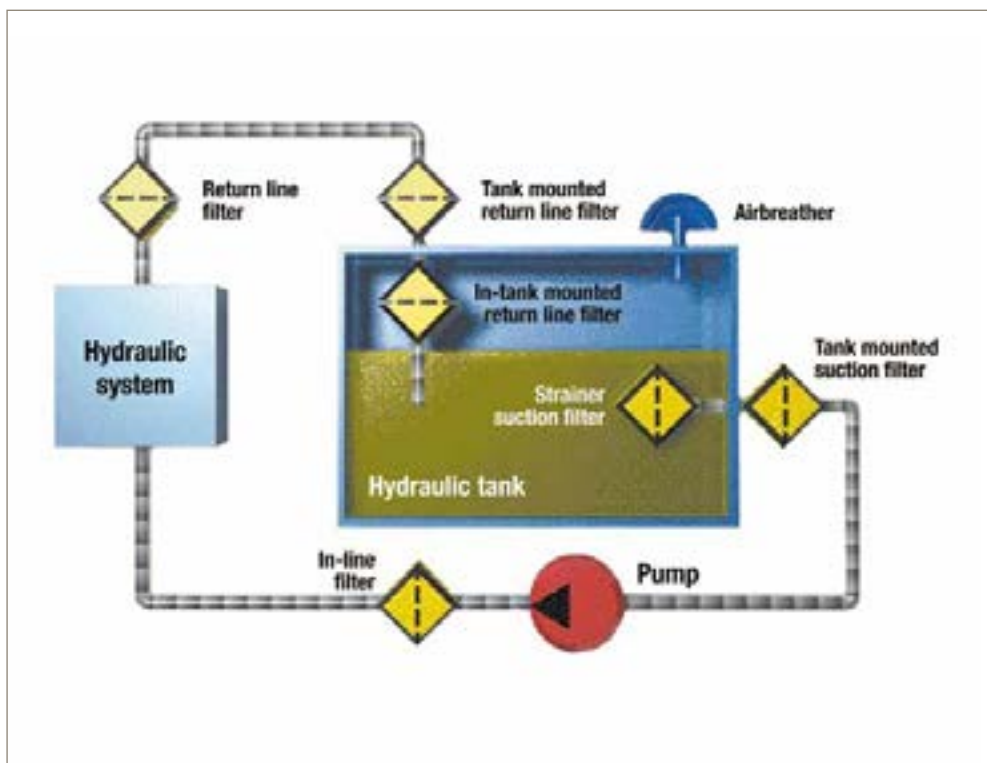 Return line
filter
Tank mounted
return line filter
Airbreather
In-tank mounted
return line filter
Hydraulic
system
Tank mounted
suction filter
Strainer
suction filter
Hydraulic tank
In-line
filter
Pump